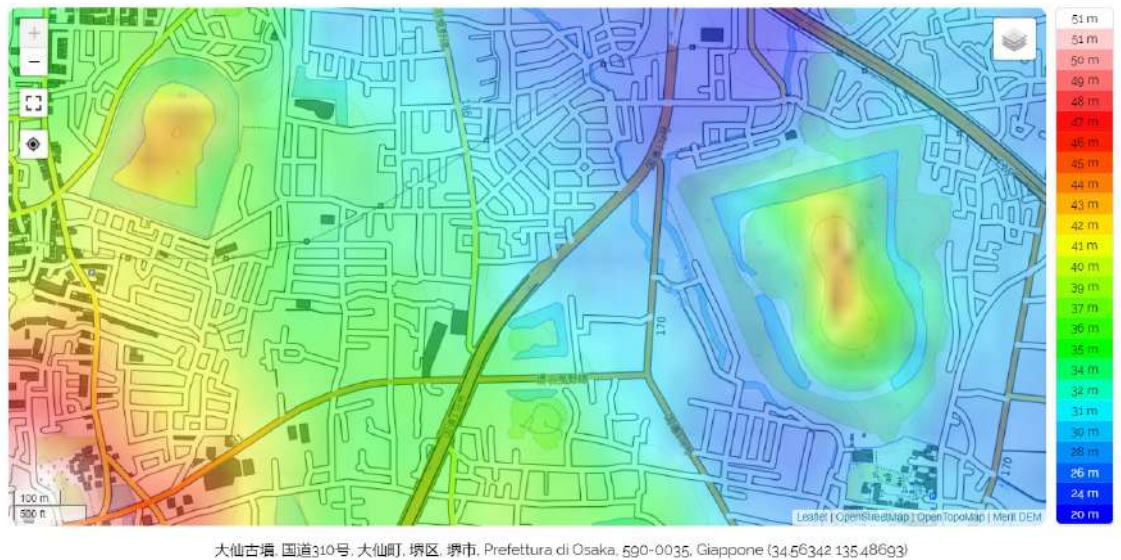 51 m
51 m
50 m
49 m
48 m
47 m
46 m
45 m
44 m
43 m
42 m
41 m
40 m
39 m
37 m
36 m
35 m
34 m
32 m
31 m
30 m
28 m
26 m
24 m
20 m
170
170
100 m
500 ft
Leaflet | OpenStreetMap | OpenTopoMap | Merit DEM
大仙古墳, 国道310号, 大仙町, 堺区, 堺市, Prefettura di Osaka, 590-0035, Giappone (34.56342 135.48693)